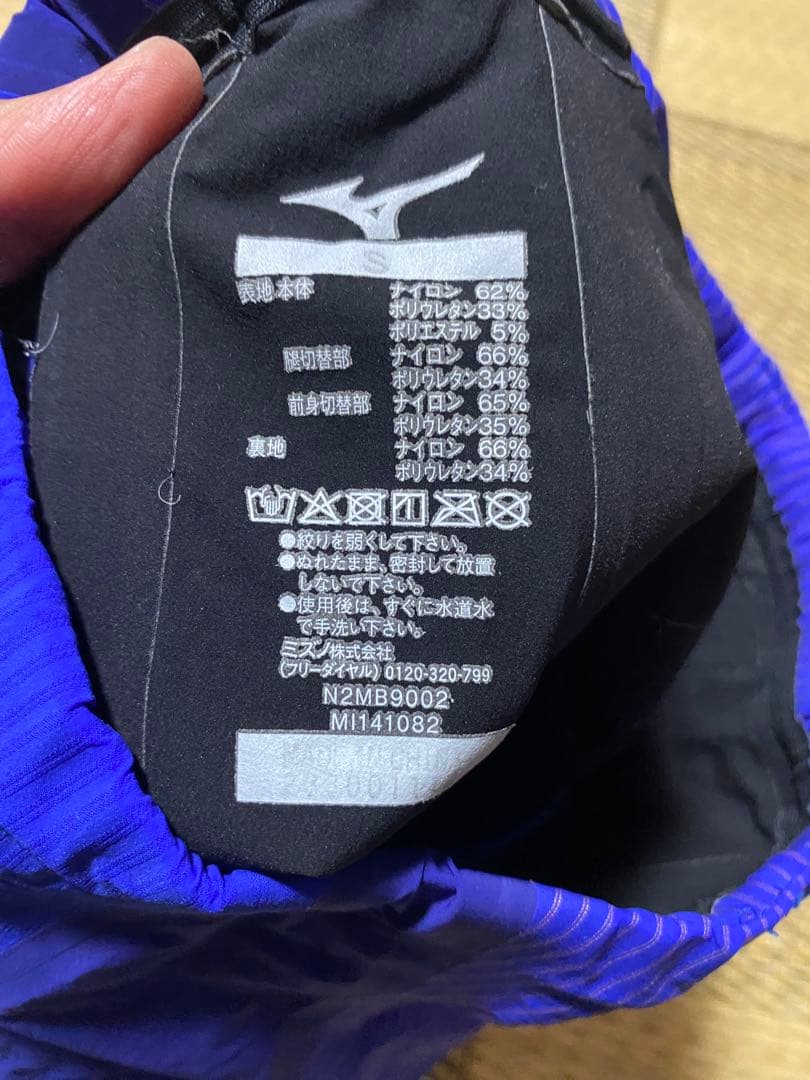 S
表地 本体 ナイロン 62%
ポリウレタン33%
ポリエステル 5%
腿切替部 ナイロン 66%
ポリウレタン34%
前身切替部 ナイロン 65%
ポリウレタン35%
裏地 ナイロン 66%
ポリウレタン34%
●絞りを弱くして下さい。
●ぬれたまま、密封して放置
しないで下さい。
●使用後は、すぐに水道水
で手洗い下さい。
ミズノ株式会社
(フリーダイヤル) 0120-320-799
N2MB9002
MI141082